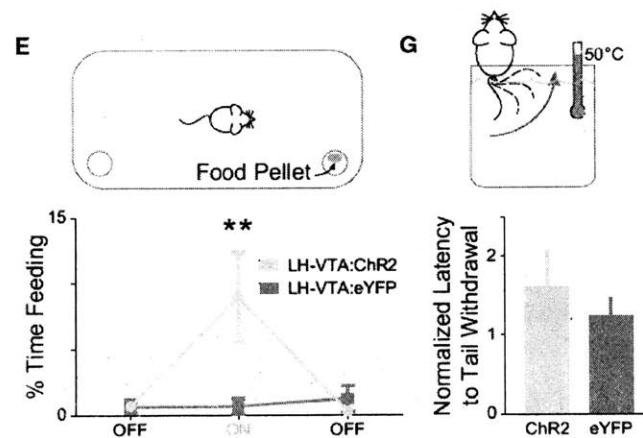 E
Food Pellet
15
**
LH-VTA:ChR2
LH-VTA:eYFP
% Time Feeding
0
OFF
ON
OFF
G
50°C
Normalized Latency
to Tail Withdrawal
2
1
0
ChR2
eYFP